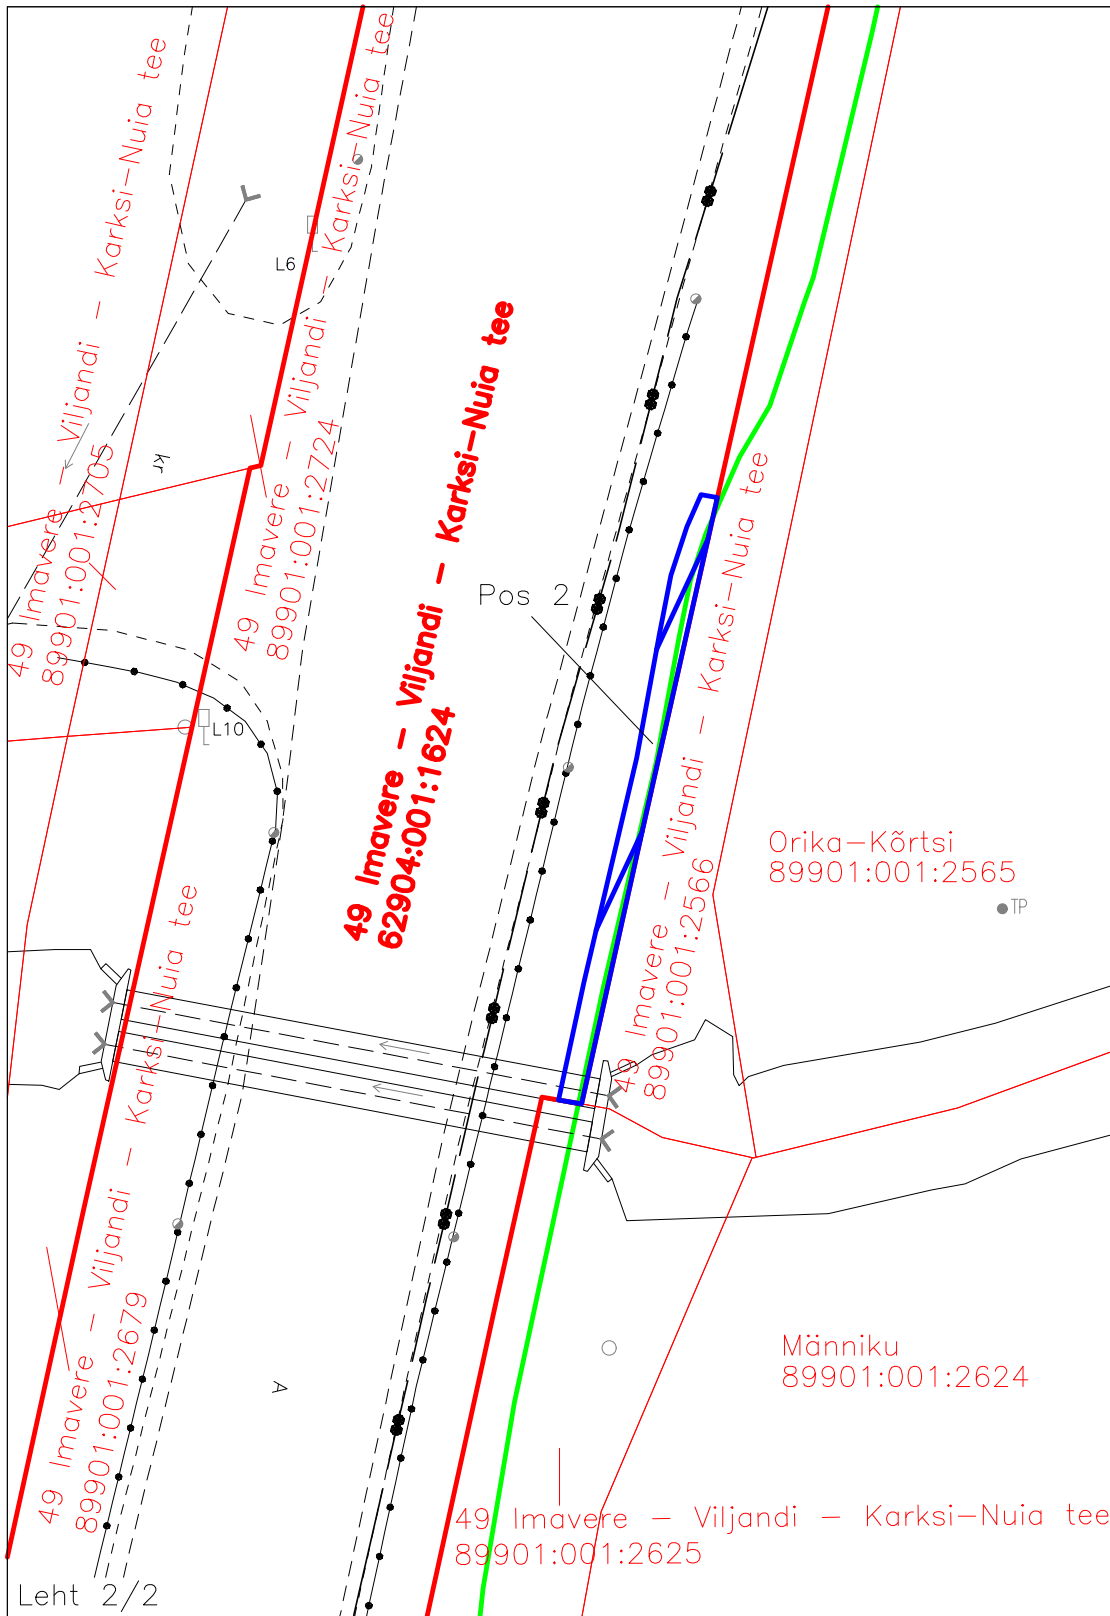 49 Imavere – Viljandi – Karksi–Nuia tee
89901:001:2705
49 Imavere – Viljandi – Karksi–Nuia tee
89901:001:2724
L6
kr
49 Imavere – Viljandi – Karksi–Nuia tee
62904:001:1624
Pos 2
49 Imavere – Viljandi – Karksi–Nuia tee
89901:001:2566
L10
Orika–Kõrtsi
89901:001:2565
TP
49 Imavere – Viljandi – Karksi–Nuia tee
89901:001:2679
A
Männiku
89901:001:2624
49 Imavere – Viljandi – Karksi–Nuia tee
89901:001:2625
Leht 2/2